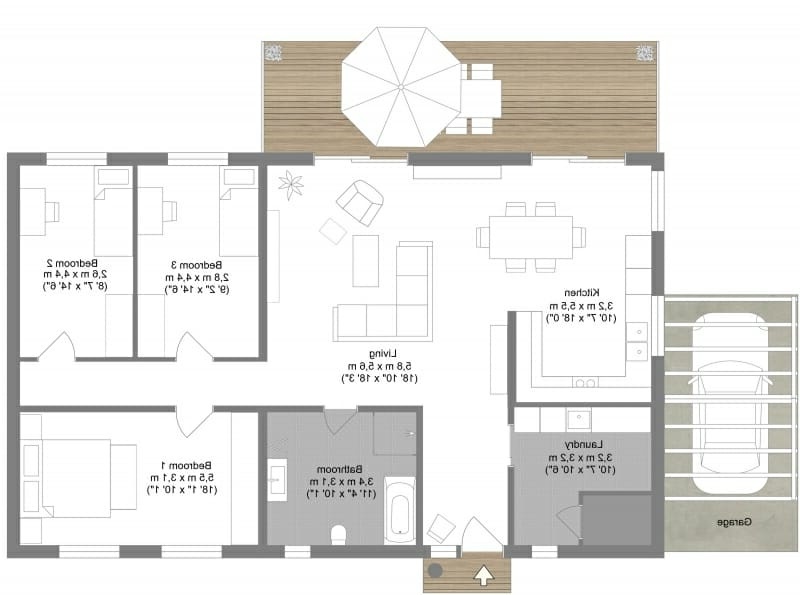 Bedroom 2
2,6 m x 4,4 m
(8' 7" x 14' 6")
Bedroom 3
2,8 m x 4,4 m
(9' 2" x 14' 6")
Kitchen
3,2 m x 5,5 m
(10' 7" x 18' 0")
Living
5,8 m x 5,6 m
(18' 10" x 18' 3")
Bedroom 1
5,5 m x 3,1 m
(18' 1" x 10' 1")
Bathroom
3,4 m x 3,1 m
(11' 4" x 10' 1")
Laundry
3,2 m x 3,2 m
(10' 7" x 10' 6")
Garage